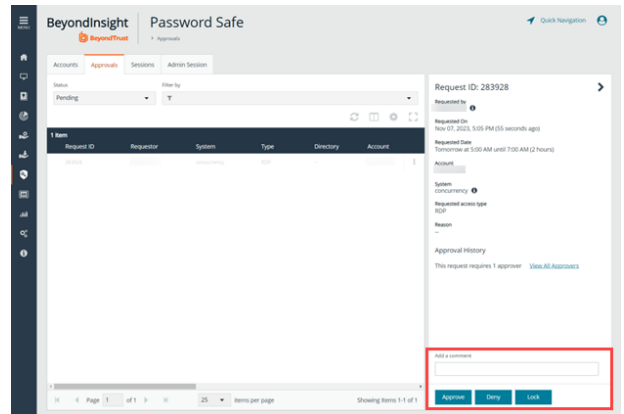 MENU
BeyondInsight
BeyondTrust
Password Safe
> Approvals
Quick Navigation
Accounts
Approvals
Sessions
Admin Session
Status
Pending
Filter by
1 item
Request ID
Requestor
System
Type
Directory
Account
283928
concurrency
RDP
--
Page 1 of 1
25 items per page
Showing items 1-1 of 1
Request ID: 283928
Requested by
Requested On
Nov 07, 2023, 5:05 PM (55 seconds ago)
Requested Date
Tomorrow at 5:00 AM until 7:00 AM (2 hours)
Account
System
concurrency
Requested access type
RDP
Reason
--
Approval History
This request requires 1 approver View All Approvers
Add a comment
Approve
Deny
Lock